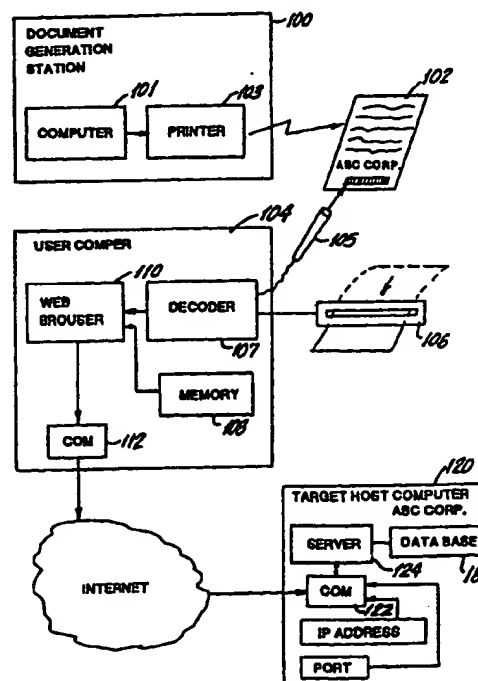 100
DOCUMENT
GENERATION
STATION
101
103
102
COMPUTER
PRINTER
ABC CORP.
104
105
USER COMPER
110
WEB
BROUSER
DECODER
107
106
MEMORY
108
COM
112
120
TARGET HOST COMPUTER
ABC CORP.
SERVER
DATA BASE
124
INTERNET
COM
122
IP ADDRESS
PORT